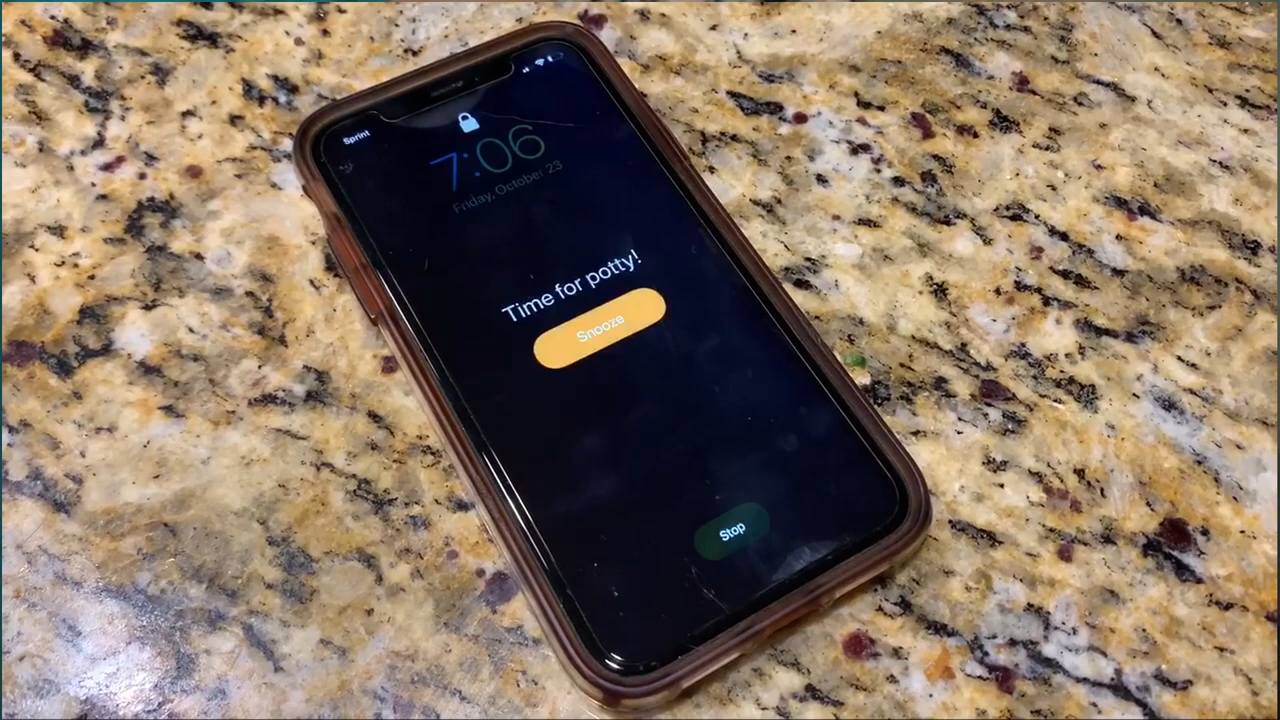 Sprint
7:06
Friday, October 23
Time for potty!
Snooze
Stop